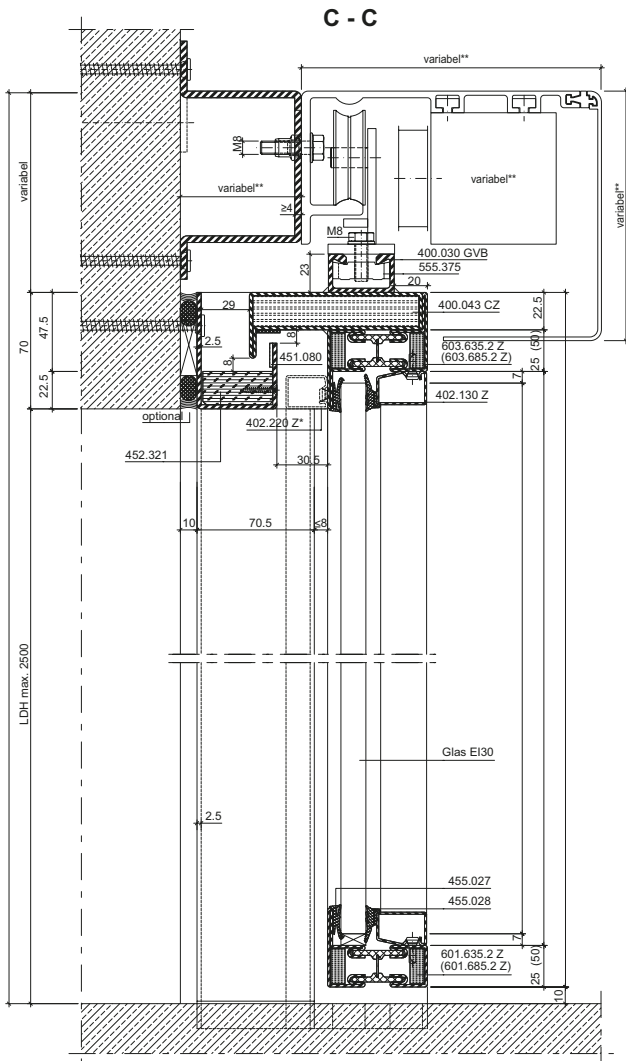 C - C
variabel**
M8
variabel
variabel**
variabel**
variabel**
≥4
M8
400.030 GVB
555.375
23
20
400.043 CZ
22.5
29
47.5
70
2.5
8
8
451.080
603.635.2 Z
(603.685.2 Z)
25 (50)
7
22.5
402.130 Z
optional
402.220 Z*
452.321
30.5
10
70.5
≤8
LDH max. 2500
Glas EI30
2.5
455.027
455.028
7
601.635.2 Z
(601.685.2 Z)
25 (50)
10